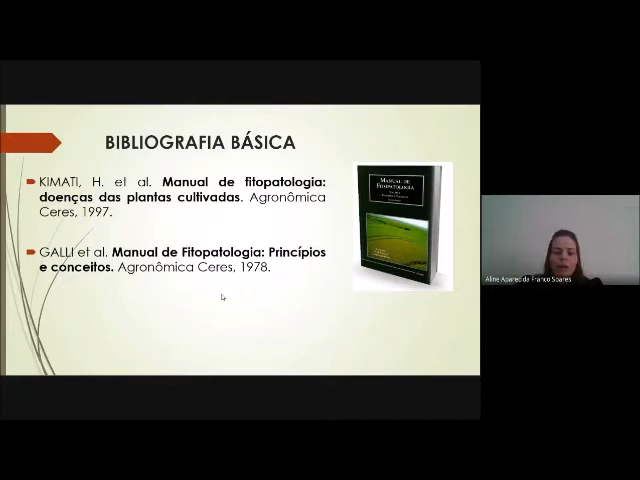 BIBLIOGRAFIA BÁSICA
KIMATI, H. et al. Manual de fitopatologia:
doenças das plantas cultivadas. Agronômica
Ceres, 1997.
GALLI et al. Manual de Fitopatologia: Princípios
e conceitos. Agronômica Ceres, 1978.
MANUAL DE
FITOPATOLOGIA
Aline Aparecida Franco Soares